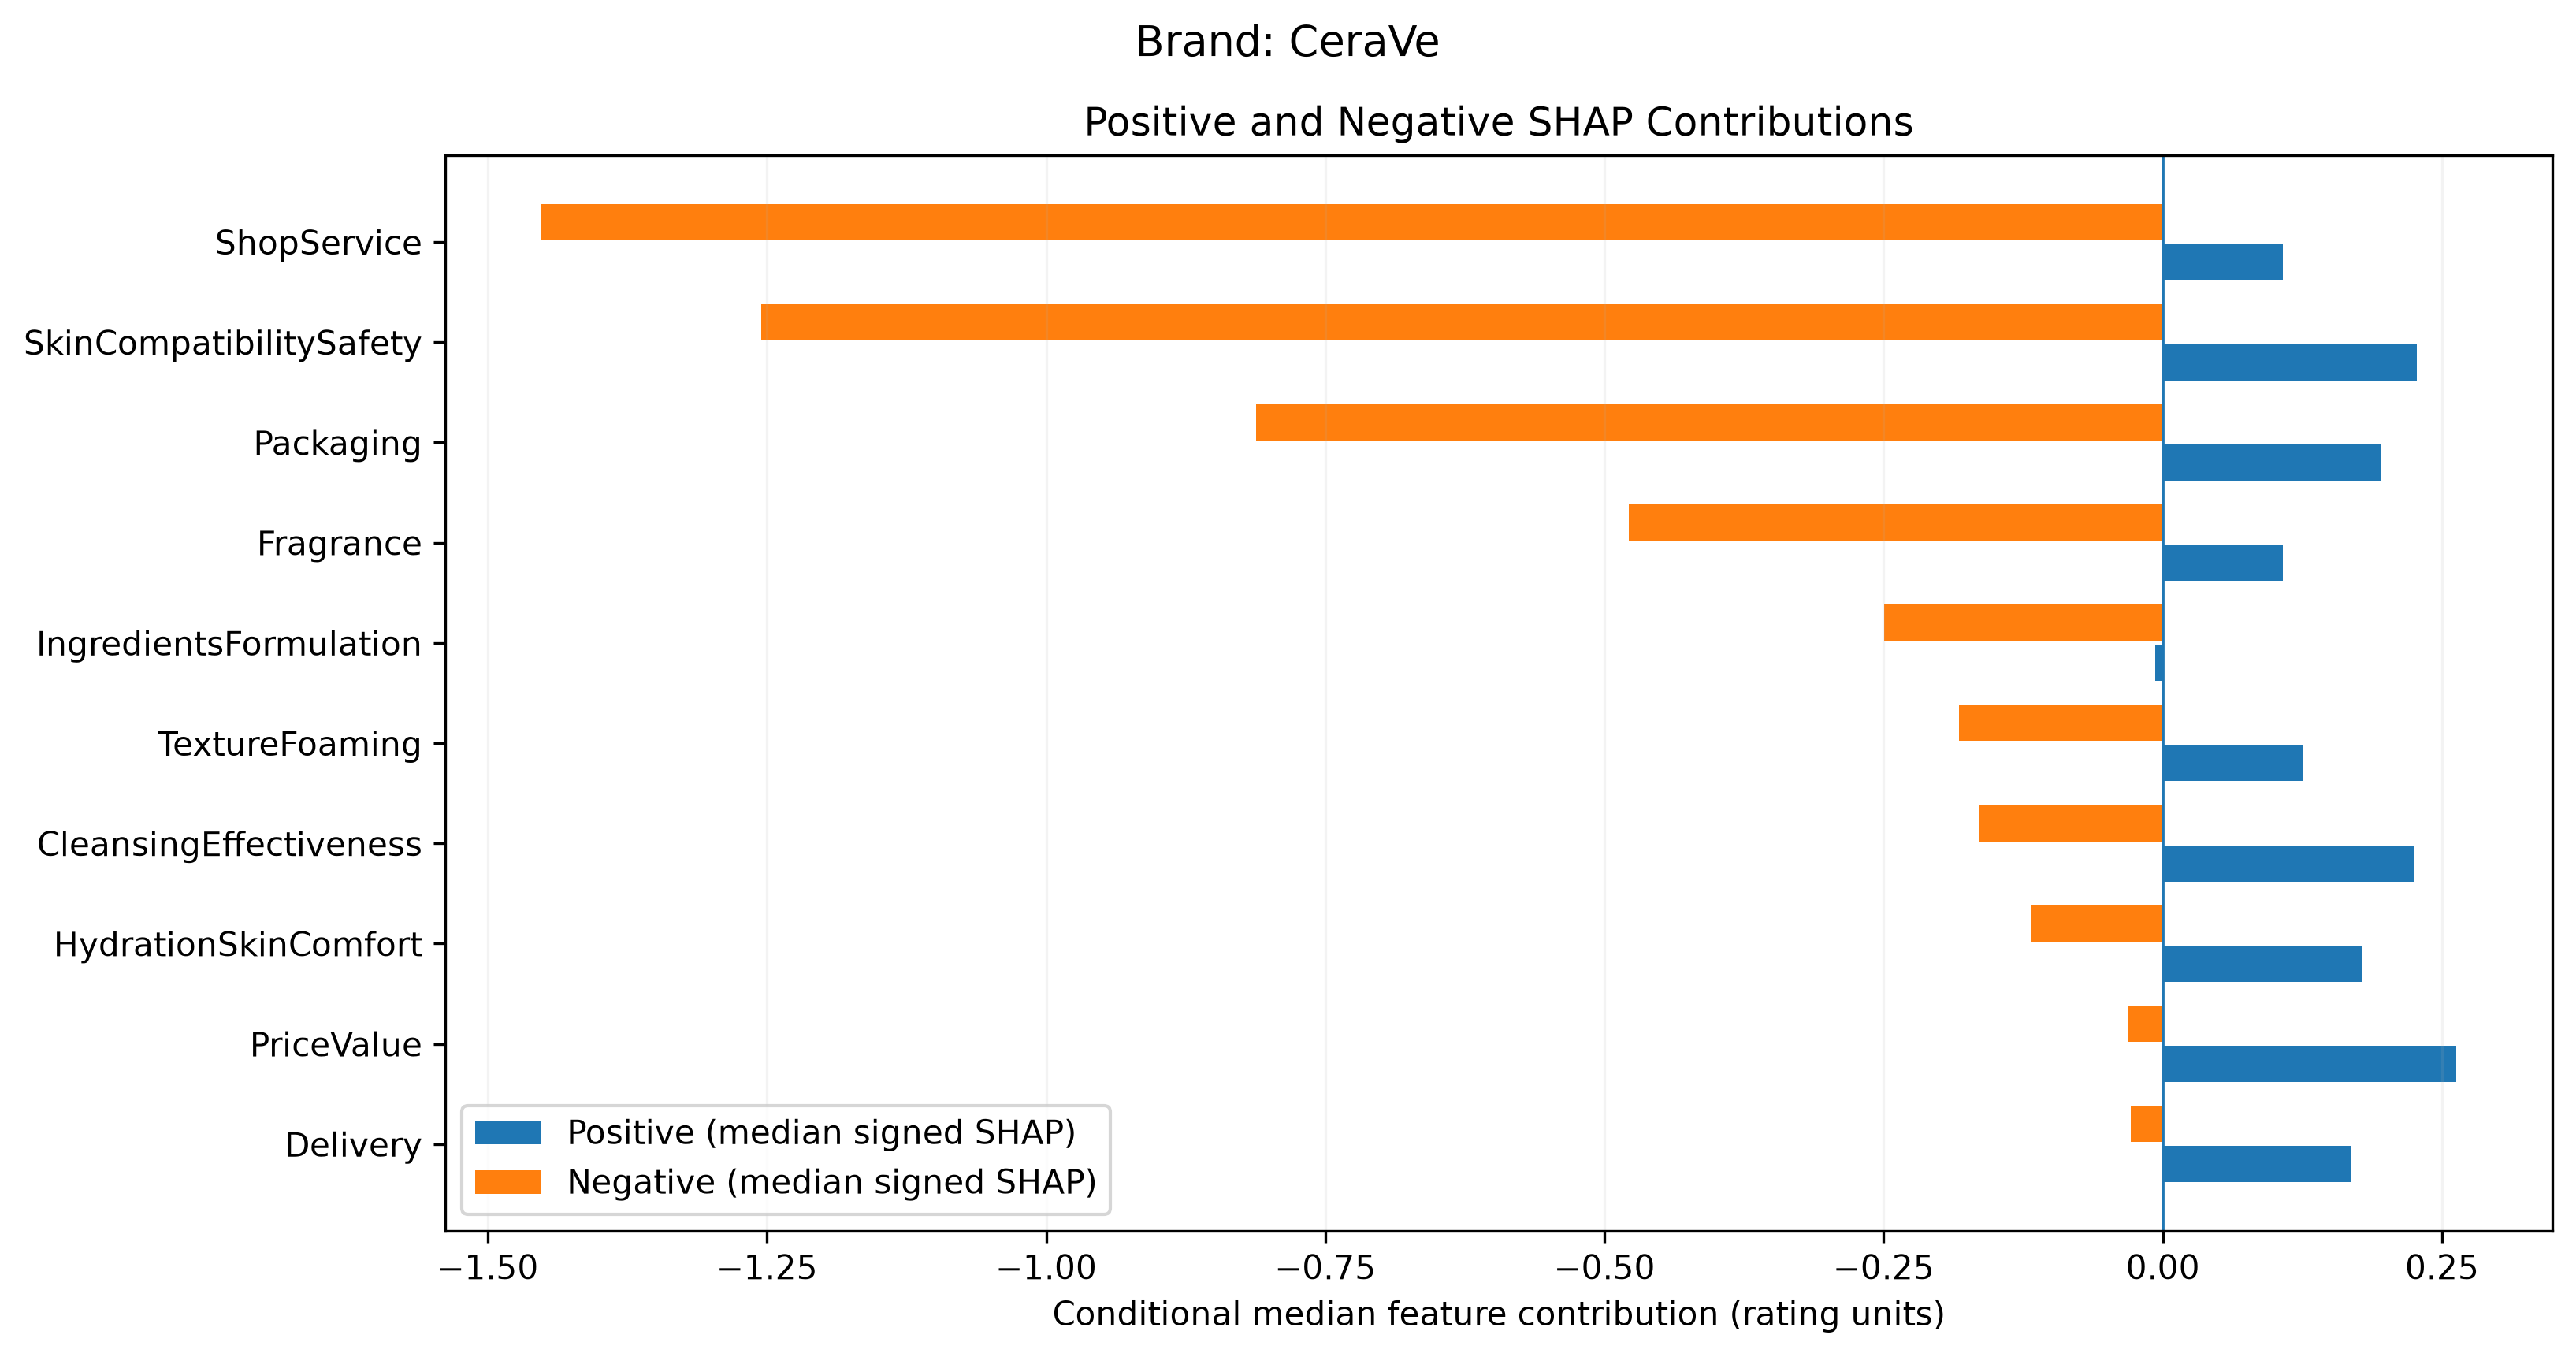 Brand: CeraVe
Positive and Negative SHAP Contributions
ShopService
SkinCompatibilitySafety
Packaging
Fragrance
IngredientsFormulation
TextureFoaming
CleansingEffectiveness
HydrationSkinComfort
PriceValue
Delivery
Positive (median signed SHAP)
Negative (median signed SHAP)
−1.50 −1.25 −1.00 −0.75 −0.50 −0.25 0.00 0.25
Conditional median feature contribution (rating units)